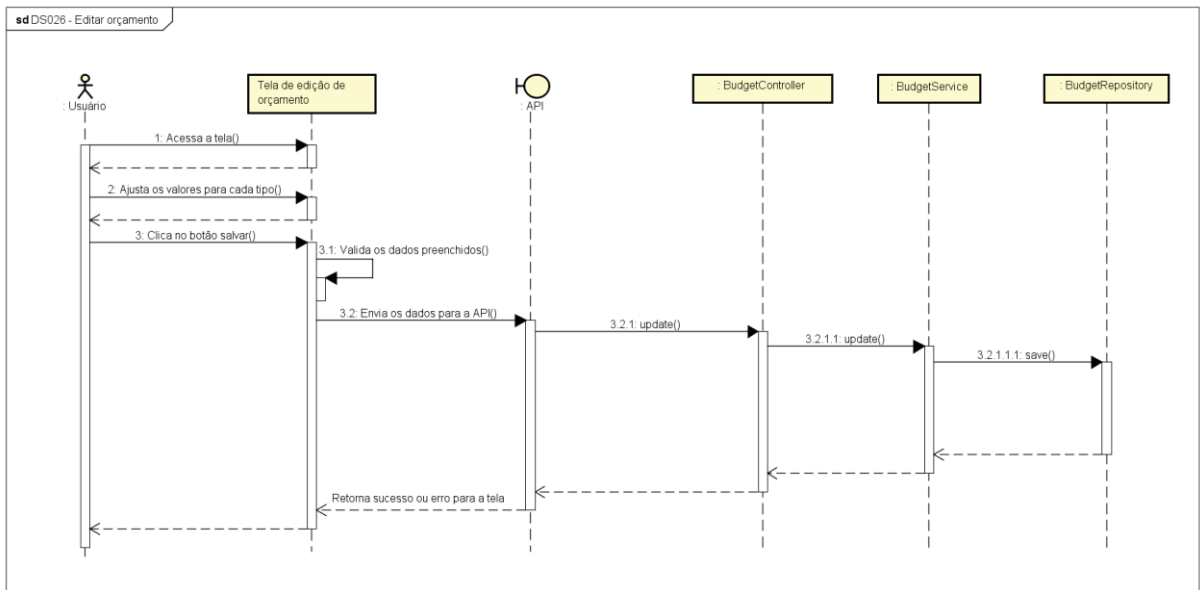 sd DS026 - Editar orçamento
: Usuário
Tela de edição de
orçamento
: API
: BudgetController
: BudgetService
: BudgetRepository
1: Acessa a tela()
2: Ajusta os valores para cada tipo()
3: Clica no botão salvar()
3.1: Valida os dados preenchidos()
3.2: Envia os dados para a API()
3.2.1: update()
3.2.1.1: update()
3.2.1.1.1: save()
Retorna sucesso ou erro para a tela